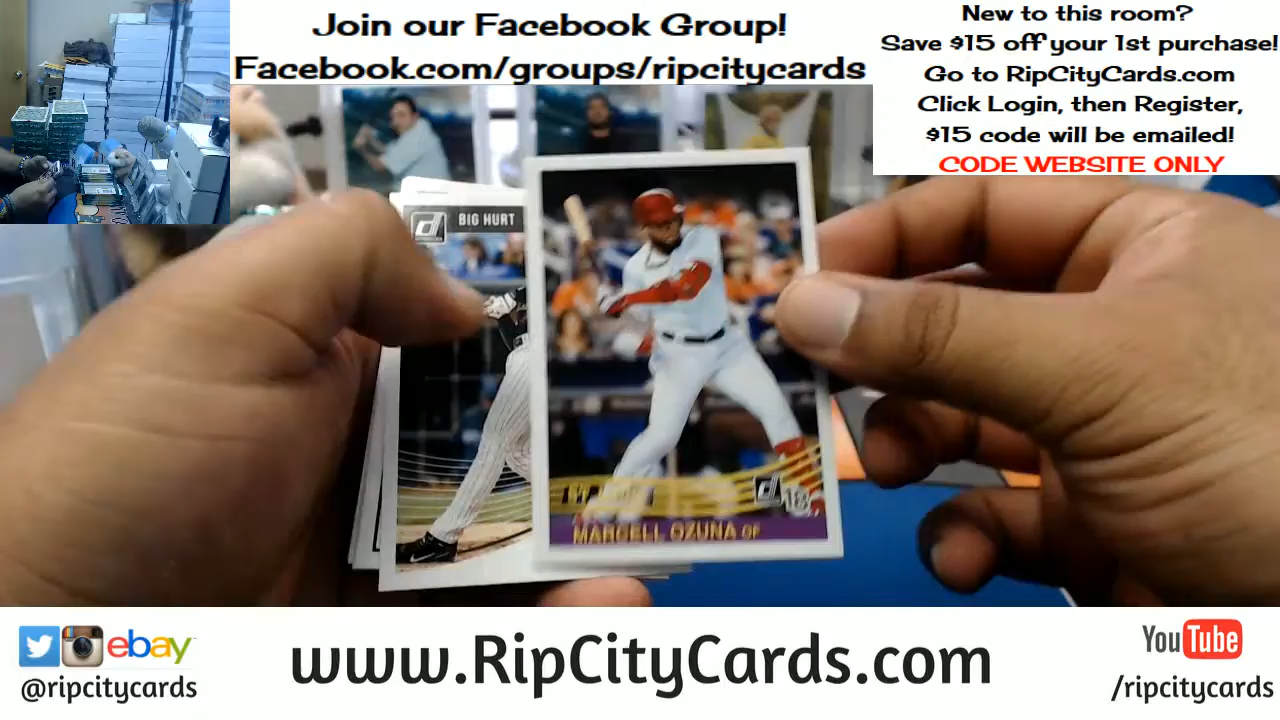 Join our Facebook Group!
Facebook.com/groups/ripcitycards
New to this room?
Save $15 off your 1st purchase!
Go to RipCityCards.com
Click Login, then Register,
$15 code will be emailed!
CODE WEBSITE ONLY
BIG HURT
d
d 18
MARCELL OZUNA OF
ebay
@ripcitycards
www.RipCityCards.com
YouTube
/ripcitycards